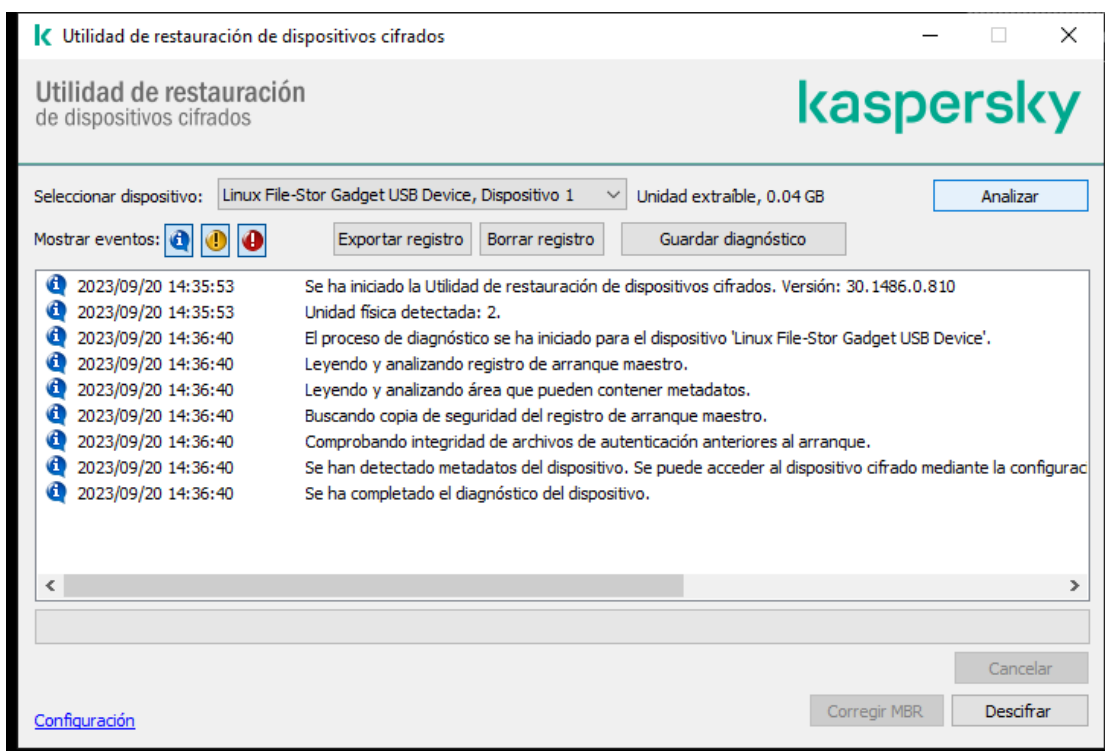 Utilidad de restauración de dispositivos cifrados
Utilidad de restauración
de dispositivos cifrados
kaspersky
Seleccionar dispositivo: Linux File-Stor Gadget USB Device, Dispositivo 1 Unidad extraíble, 0.04 GB Analizar
Mostrar eventos: Exportar registro Borrar registro Guardar diagnóstico
2023/09/20 14:35:53 Se ha iniciado la Utilidad de restauración de dispositivos cifrados. Versión: 30.1486.0.810
2023/09/20 14:35:53 Unidad física detectada: 2.
2023/09/20 14:36:40 El proceso de diagnóstico se ha iniciado para el dispositivo 'Linux File-Stor Gadget USB Device'.
2023/09/20 14:36:40 Leyendo y analizando registro de arranque maestro.
2023/09/20 14:36:40 Leyendo y analizando área que pueden contener metadatos.
2023/09/20 14:36:40 Buscando copia de seguridad del registro de arranque maestro.
2023/09/20 14:36:40 Comprobando integridad de archivos de autenticación anteriores al arranque.
2023/09/20 14:36:40 Se han detectado metadatos del dispositivo. Se puede acceder al dispositivo cifrado mediante la configurac
2023/09/20 14:36:40 Se ha completado el diagnóstico del dispositivo.
Cancelar
Configuración Corregir MBR Descifrar